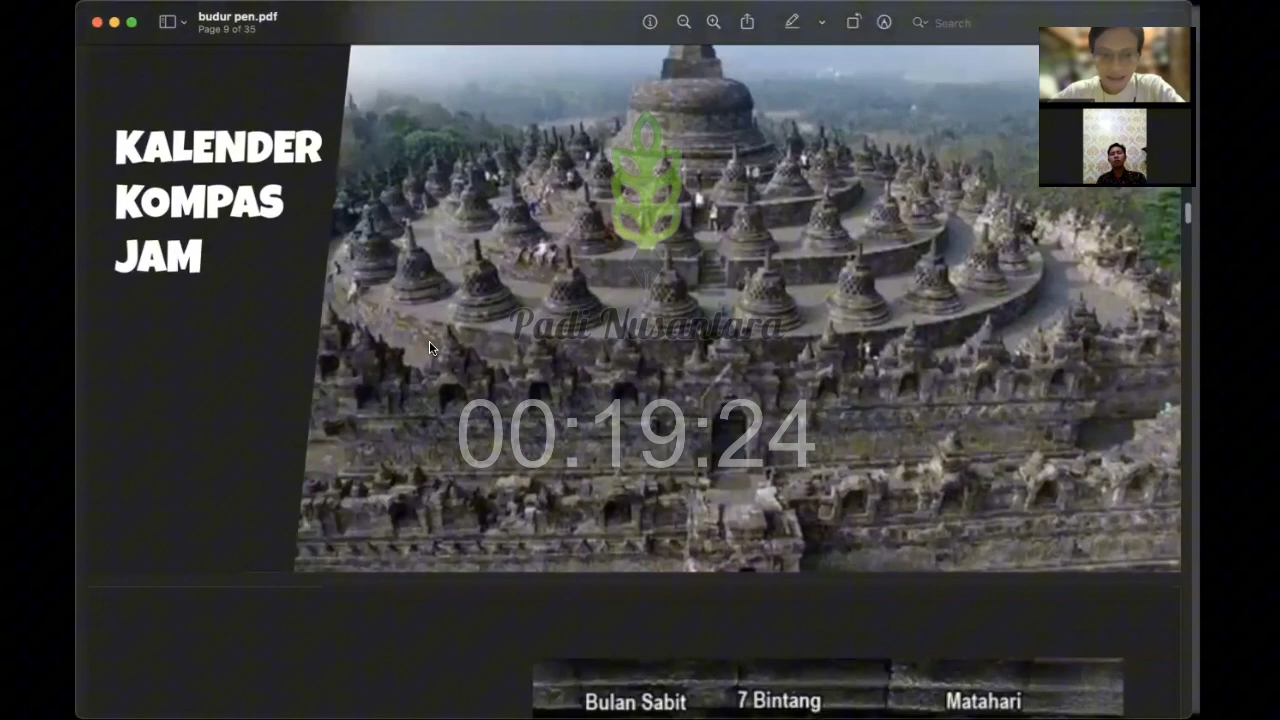 budur pen.pdf
Page 9 of 35
Search
KALENDER
KOMPAS
JAM
Padi Nusantara
00:19:24
Bulan Sabit
7 Bintang
Matahari